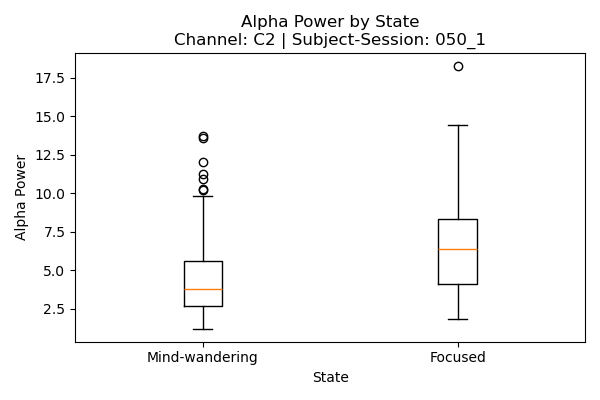 Alpha Power by State
Channel: C2 | Subject-Session: 050_1
17.5
15.0
12.5
10.0
7.5
5.0
2.5
Alpha Power
Mind-wandering
Focused
State